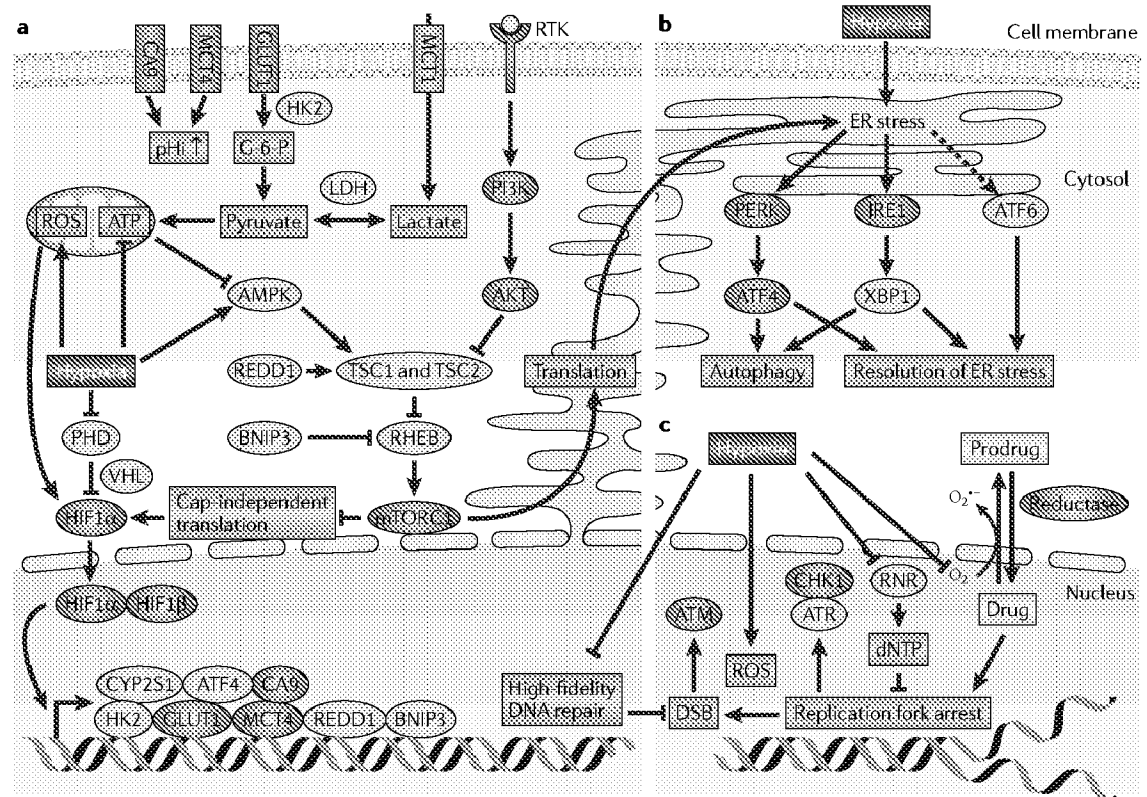 a
CA9
MCT4
GLUT1
MCT1
RTK
HK2
pHi ↑
G-6-P
LDH
PI3K
ROS
ATP
Pyruvate
Lactate
AMPK
AKT
REDD1
TSC1 and TSC2
Translation
PHD
BNIP3
RHEB
VHL
HIF1α
Cap-independent
translation
mTORC1
HIF1α
HIF1β
CYP2S1
ATF4
CA9
HK2
GLUT1
MCT4
REDD1
BNIP3
b
Cell membrane
ER stress
Cytosol
PERK
IRE1
ATF6
ATF4
XBP1
Autophagy
Resolution of ER stress
c
Prodrug
O₂•−
Reductase
O₂
Nucleus
CHK1
RNR
ATM
ATR
Drug
dNTP
ROS
High-fidelity
DNA repair
DSB
Replication fork arrest